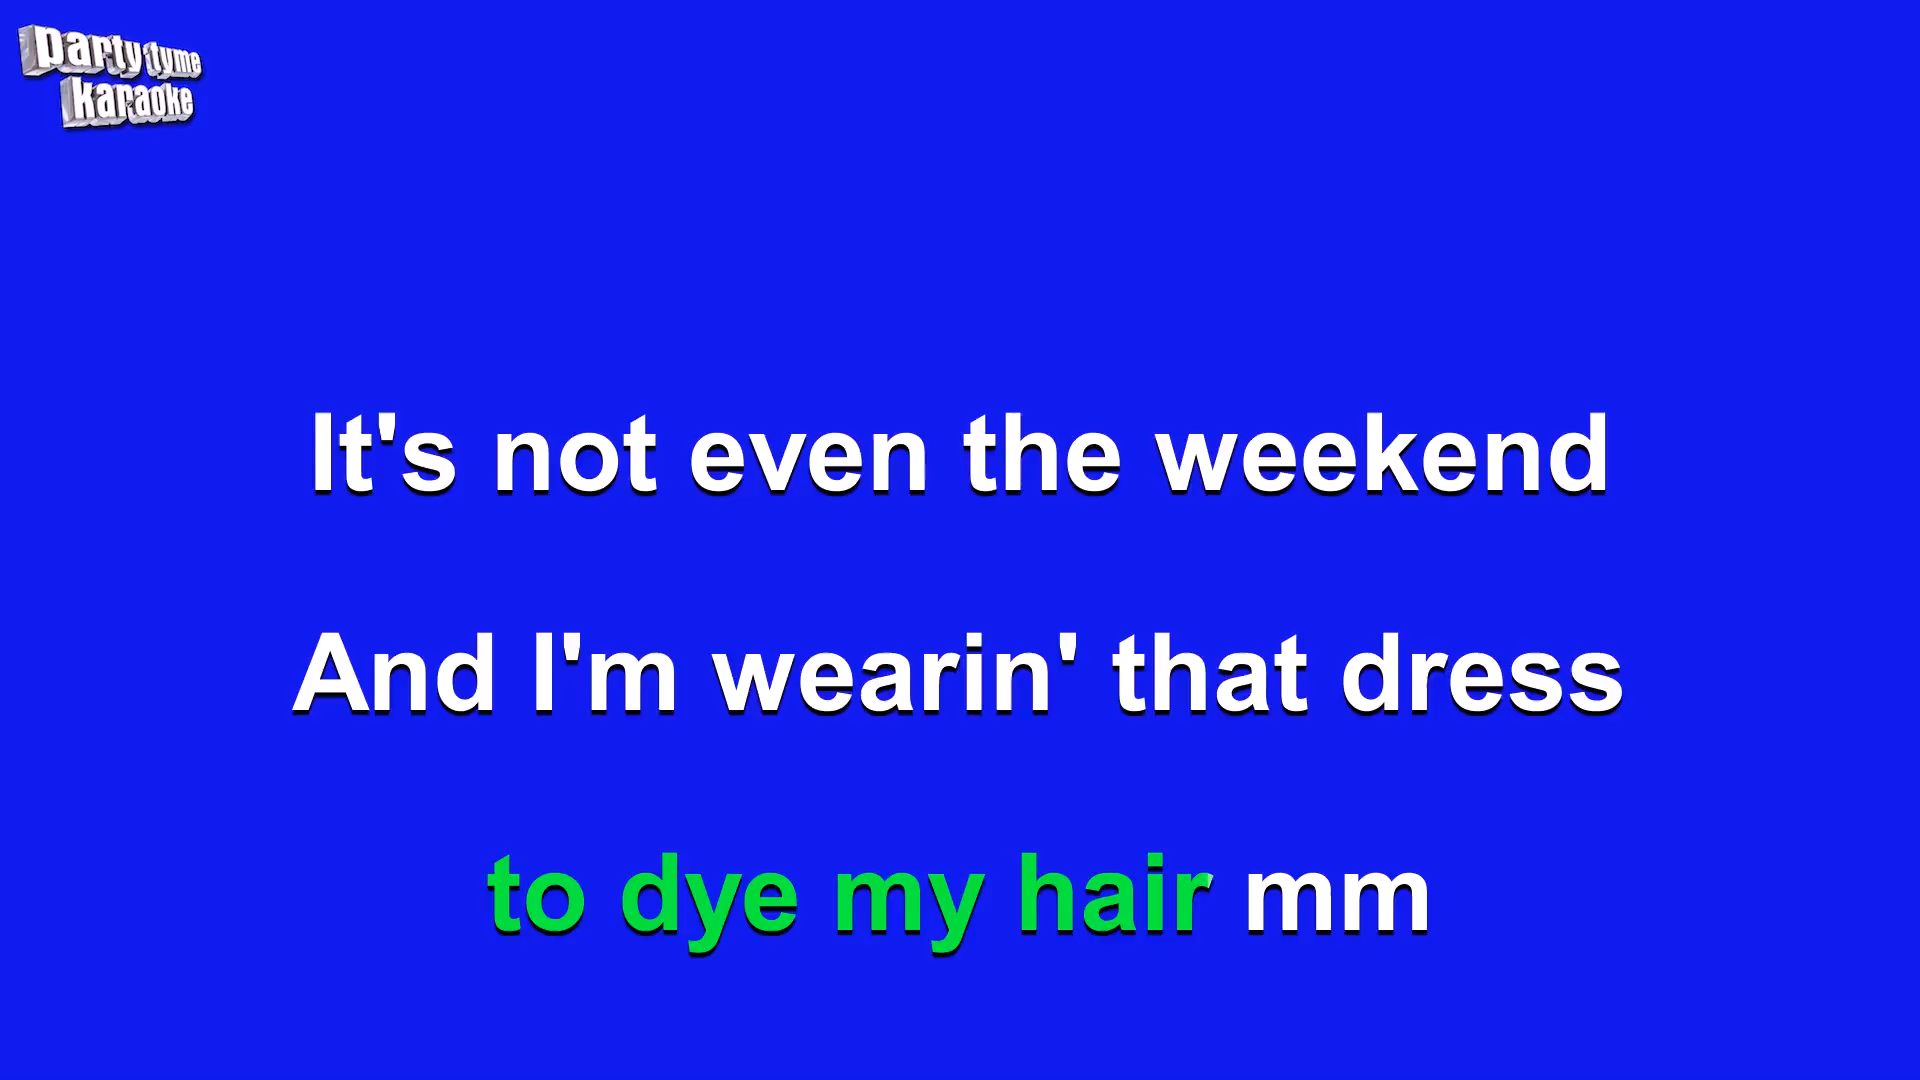 party tyme
karaoke
It's not even the weekend
And I'm wearin' that dress
to dye my hair mm